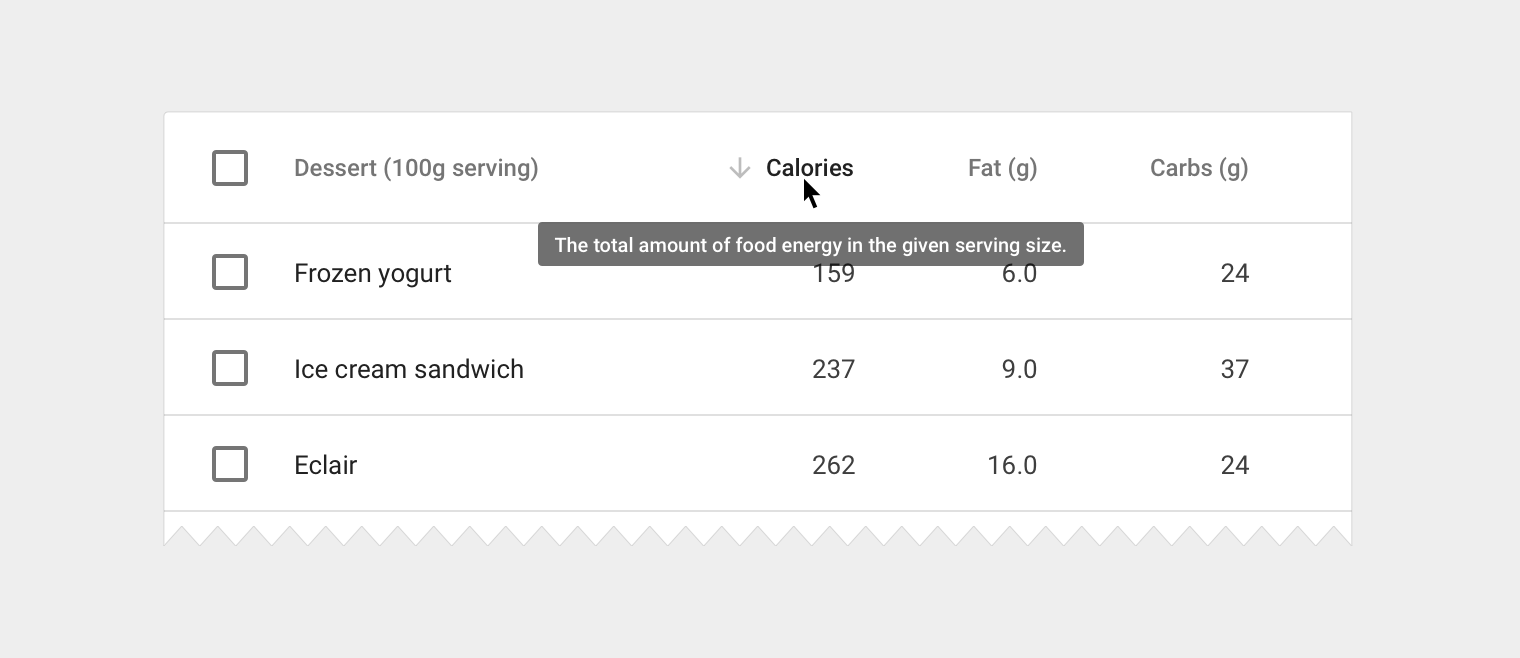 Dessert (100g serving) Calories Fat (g) Carbs (g)
The total amount of food energy in the given serving size.
Frozen yogurt 159 6.0 24
Ice cream sandwich 237 9.0 37
Eclair 262 16.0 24